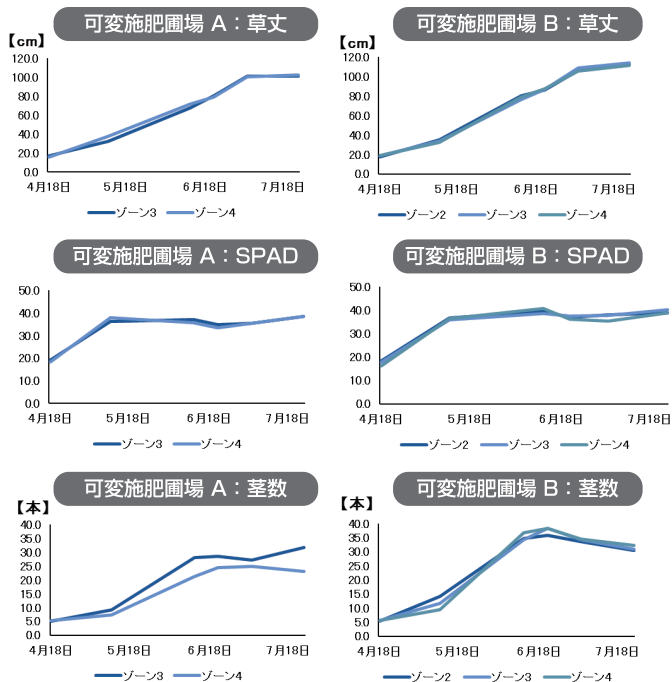 可変施肥圃場 A：草丈
【cm】
120.0
100.0
80.0
60.0
40.0
20.0
0.0
4月18日 5月18日 6月18日 7月18日
ゾーン3 ゾーン4
可変施肥圃場 B：草丈
【cm】
120.0
100.0
80.0
60.0
40.0
20.0
0.0
4月18日 5月18日 6月18日 7月18日
ゾーン2 ゾーン3 ゾーン4
可変施肥圃場 A：SPAD
50.0
40.0
30.0
20.0
10.0
0.0
4月18日 5月18日 6月18日 7月18日
ゾーン3 ゾーン4
可変施肥圃場 B：SPAD
50.0
40.0
30.0
20.0
10.0
0.0
4月18日 5月18日 6月18日 7月18日
ゾーン2 ゾーン3 ゾーン4
可変施肥圃場 A：茎数
【本】
40.0
35.0
30.0
25.0
20.0
15.0
10.0
5.0
0.0
4月18日 5月18日 6月18日 7月18日
ゾーン3 ゾーン4
可変施肥圃場 B：茎数
【本】
40.0
35.0
30.0
25.0
20.0
15.0
10.0
5.0
0.0
4月18日 5月18日 6月18日 7月18日
ゾーン2 ゾーン3 ゾーン4